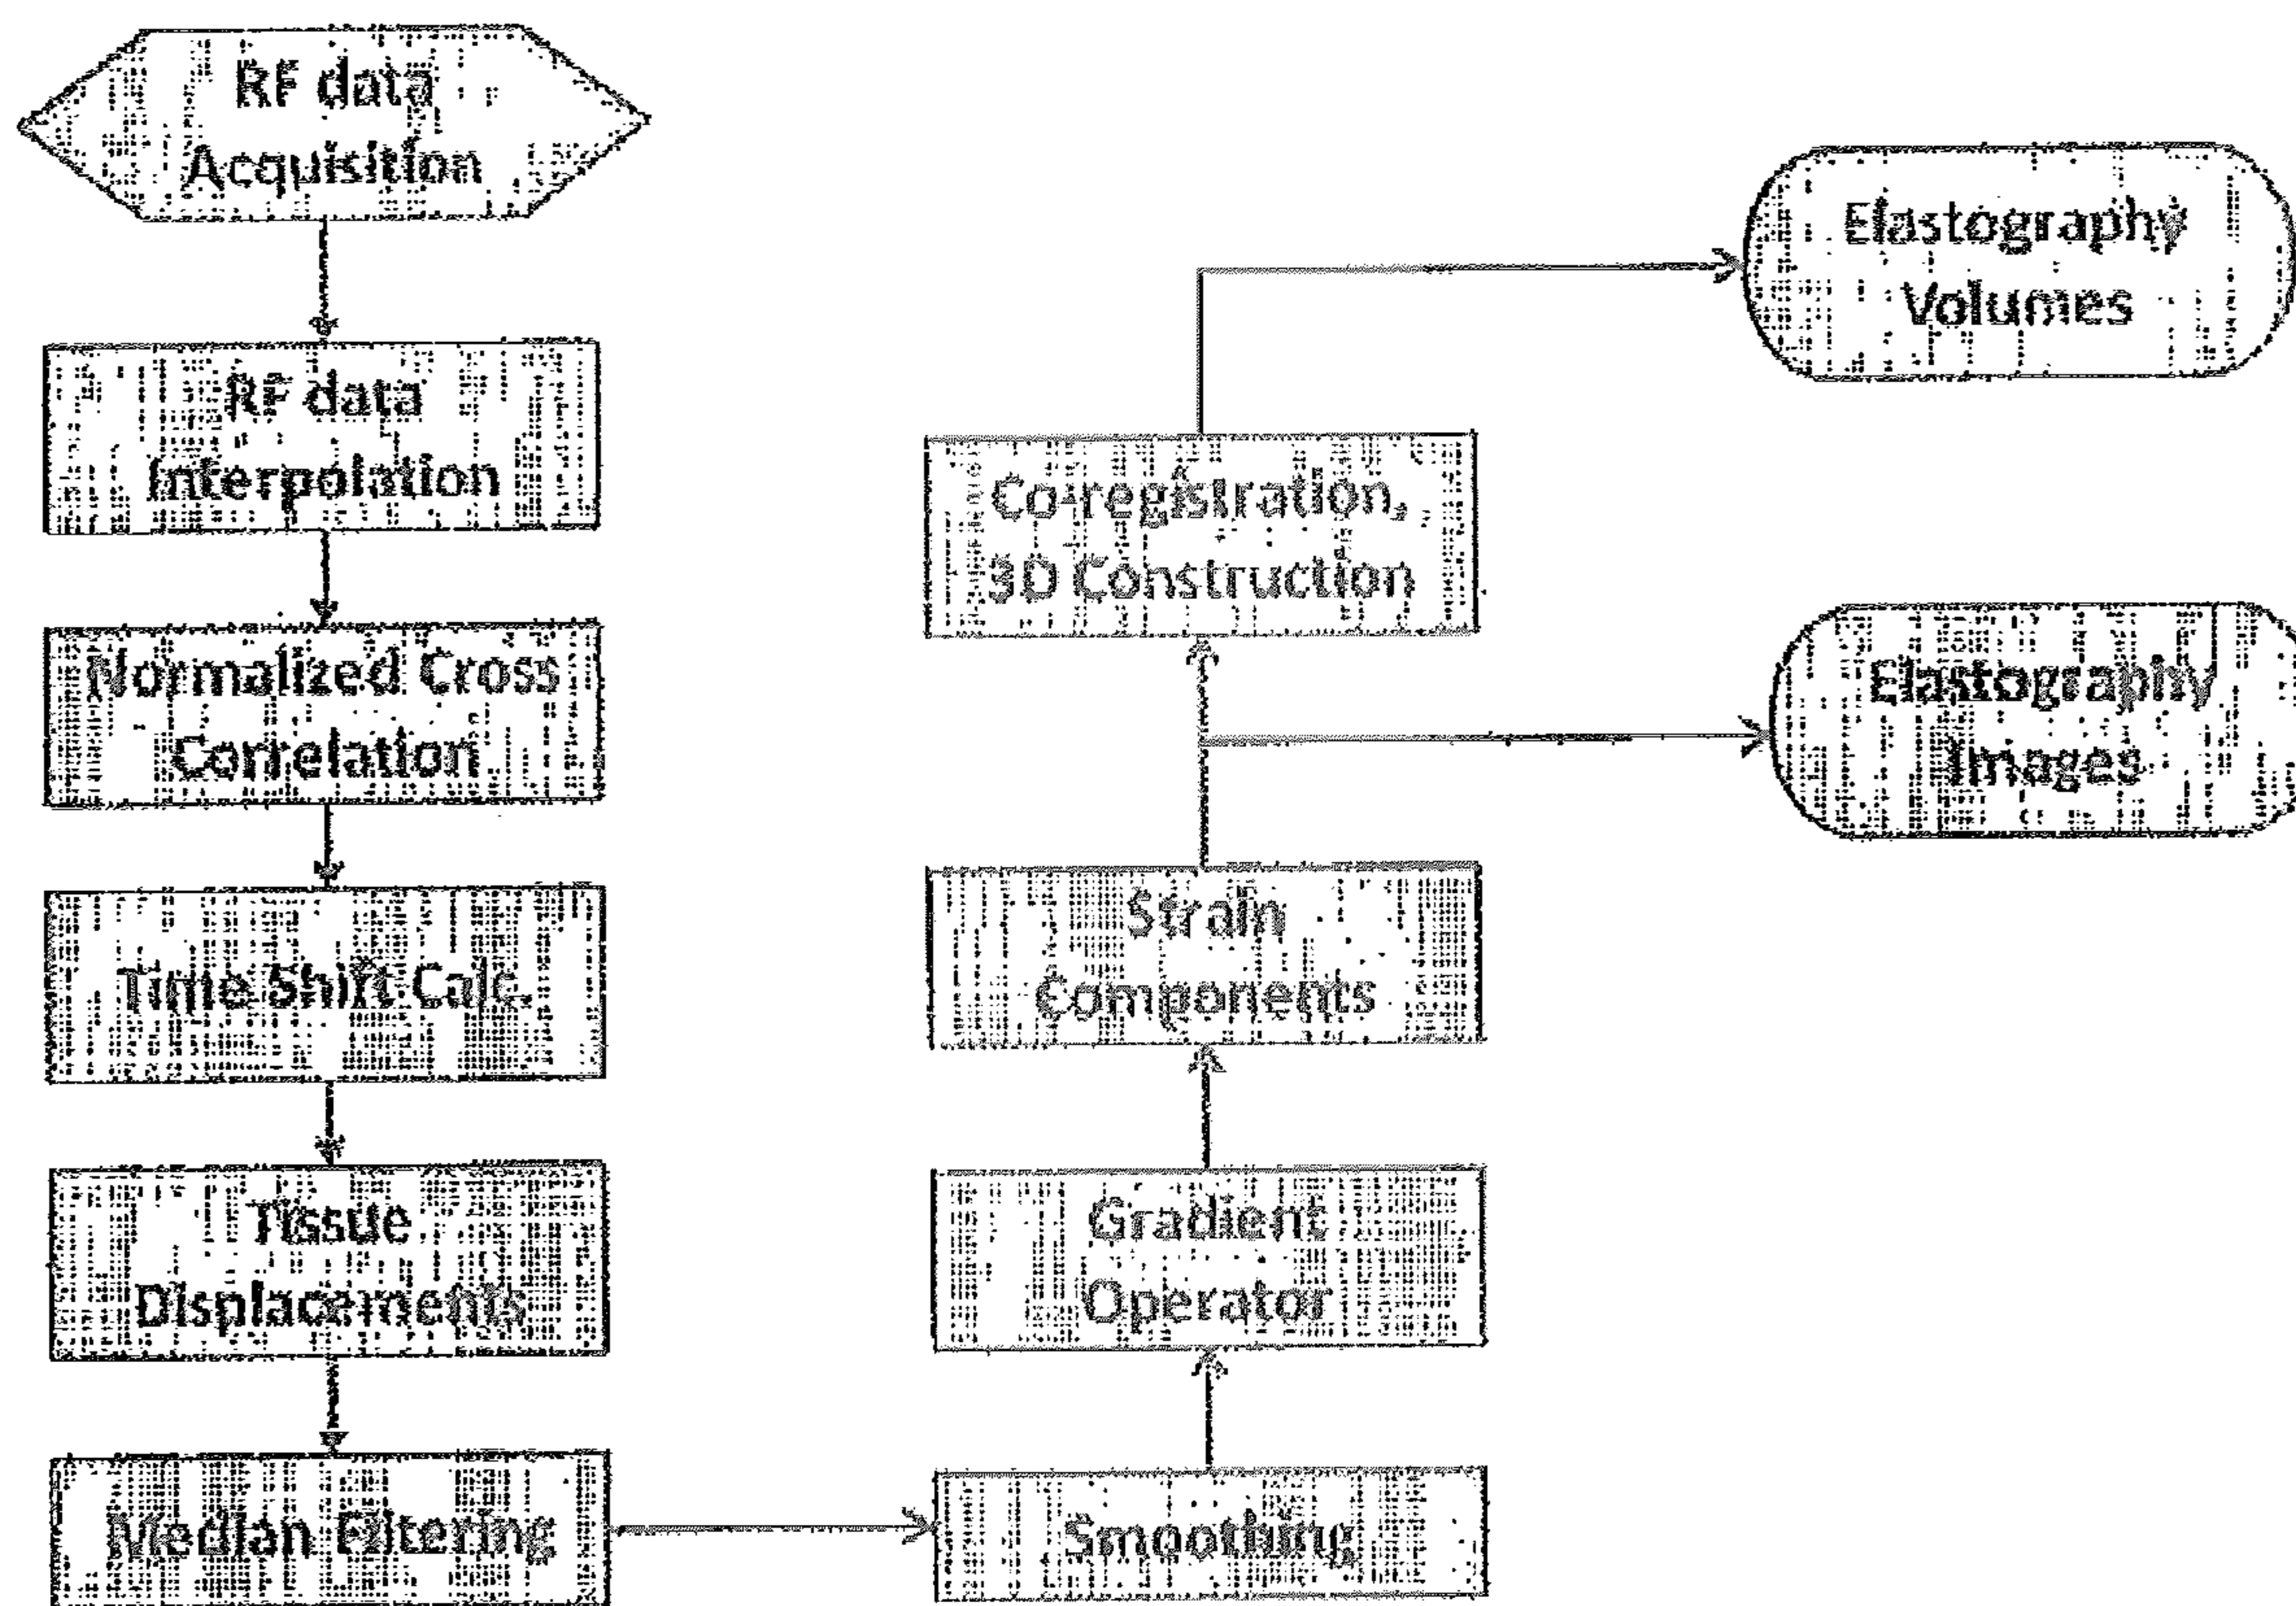 RF data
Acquisition
RF data
Interpolation
Normalized Cross
Correlation
Time Shift Calc.
Tissue
Displacements
Median Filtering
Smoothing
Gradient
Operator
Strain
Components
Co-registration,
3D Construction
Elastography
Volumes
Elastography
Images